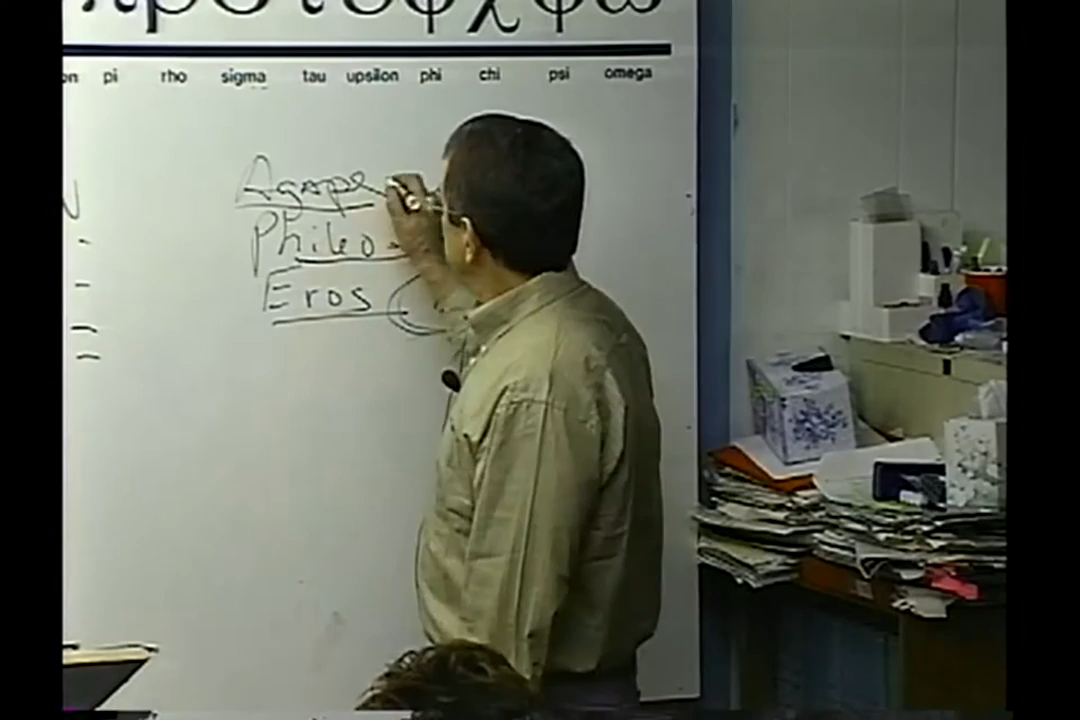 π ρ σ τ υ φ χ ψ ω
pi rho sigma tau upsilon phi chi psi omega
Agape
Phileo
Eros